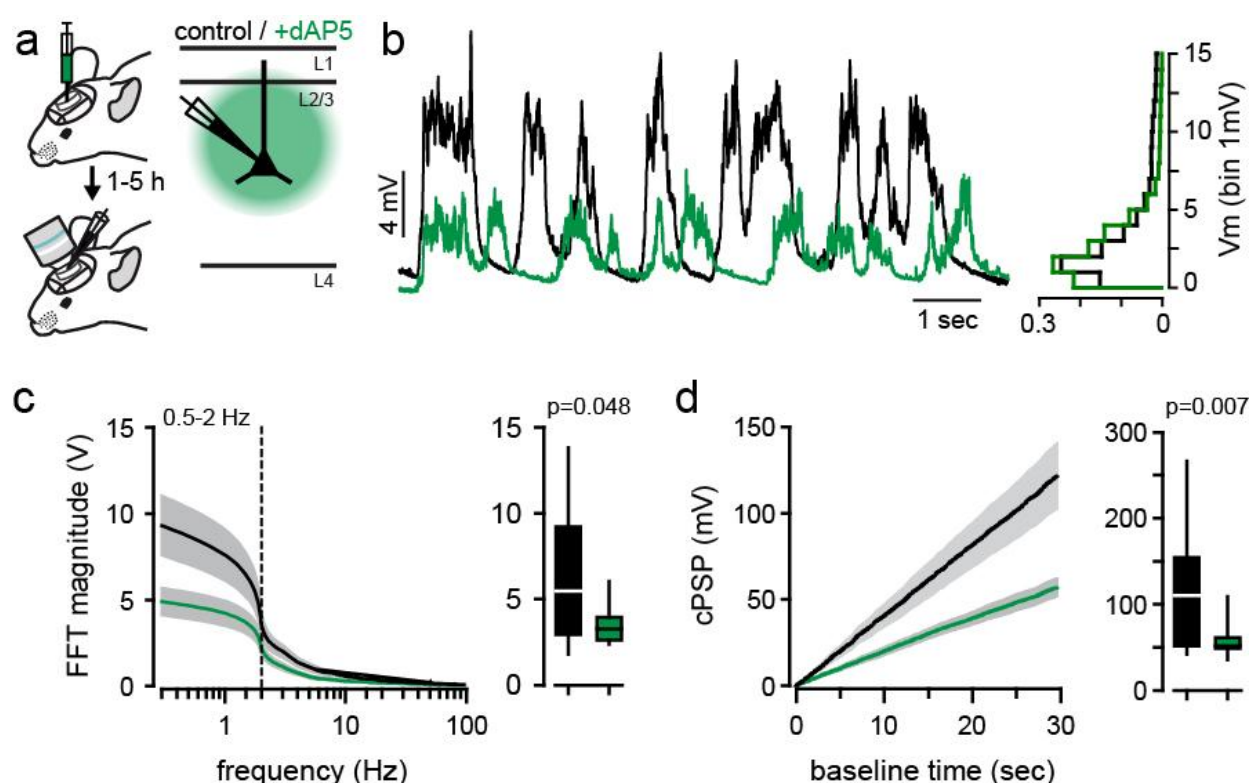 a
control / +dAP5
L1
L2/3
L4
1-5 h
b
4 mV
1 sec
15
10
5
0
Vm (bin 1mV)
0.3
0
c
0.5-2 Hz
15
10
5
0
FFT magnitude (V)
1
10
100
frequency (Hz)
p=0.048
15
10
5
0
d
150
100
50
0
cPSP (mV)
0
10
20
30
baseline time (sec)
p=0.007
300
200
100
0